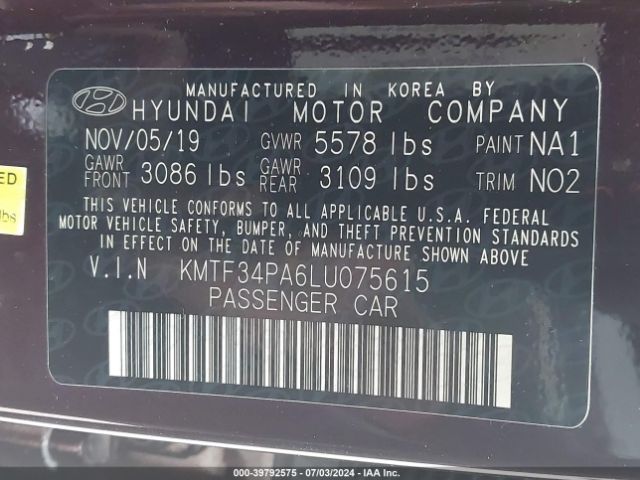 MANUFACTURED IN KOREA BY
HYUNDAI MOTOR COMPANY
NOV/05/19 GVWR 5578 lbs PAINT NA1
GAWR FRONT 3086 lbs GAWR REAR 3109 lbs TRIM NO2
THIS VEHICLE CONFORMS TO ALL APPLICABLE U.S.A. FEDERAL
MOTOR VEHICLE SAFETY, BUMPER, AND THEFT PREVENTION STANDARDS
IN EFFECT ON THE DATE OF MANUFACTURE SHOWN ABOVE
V.I.N KMTF34PA6LU075615
PASSENGER CAR
ED
lbs
000-39792575 - 07/03/2024 - IAA Auctions